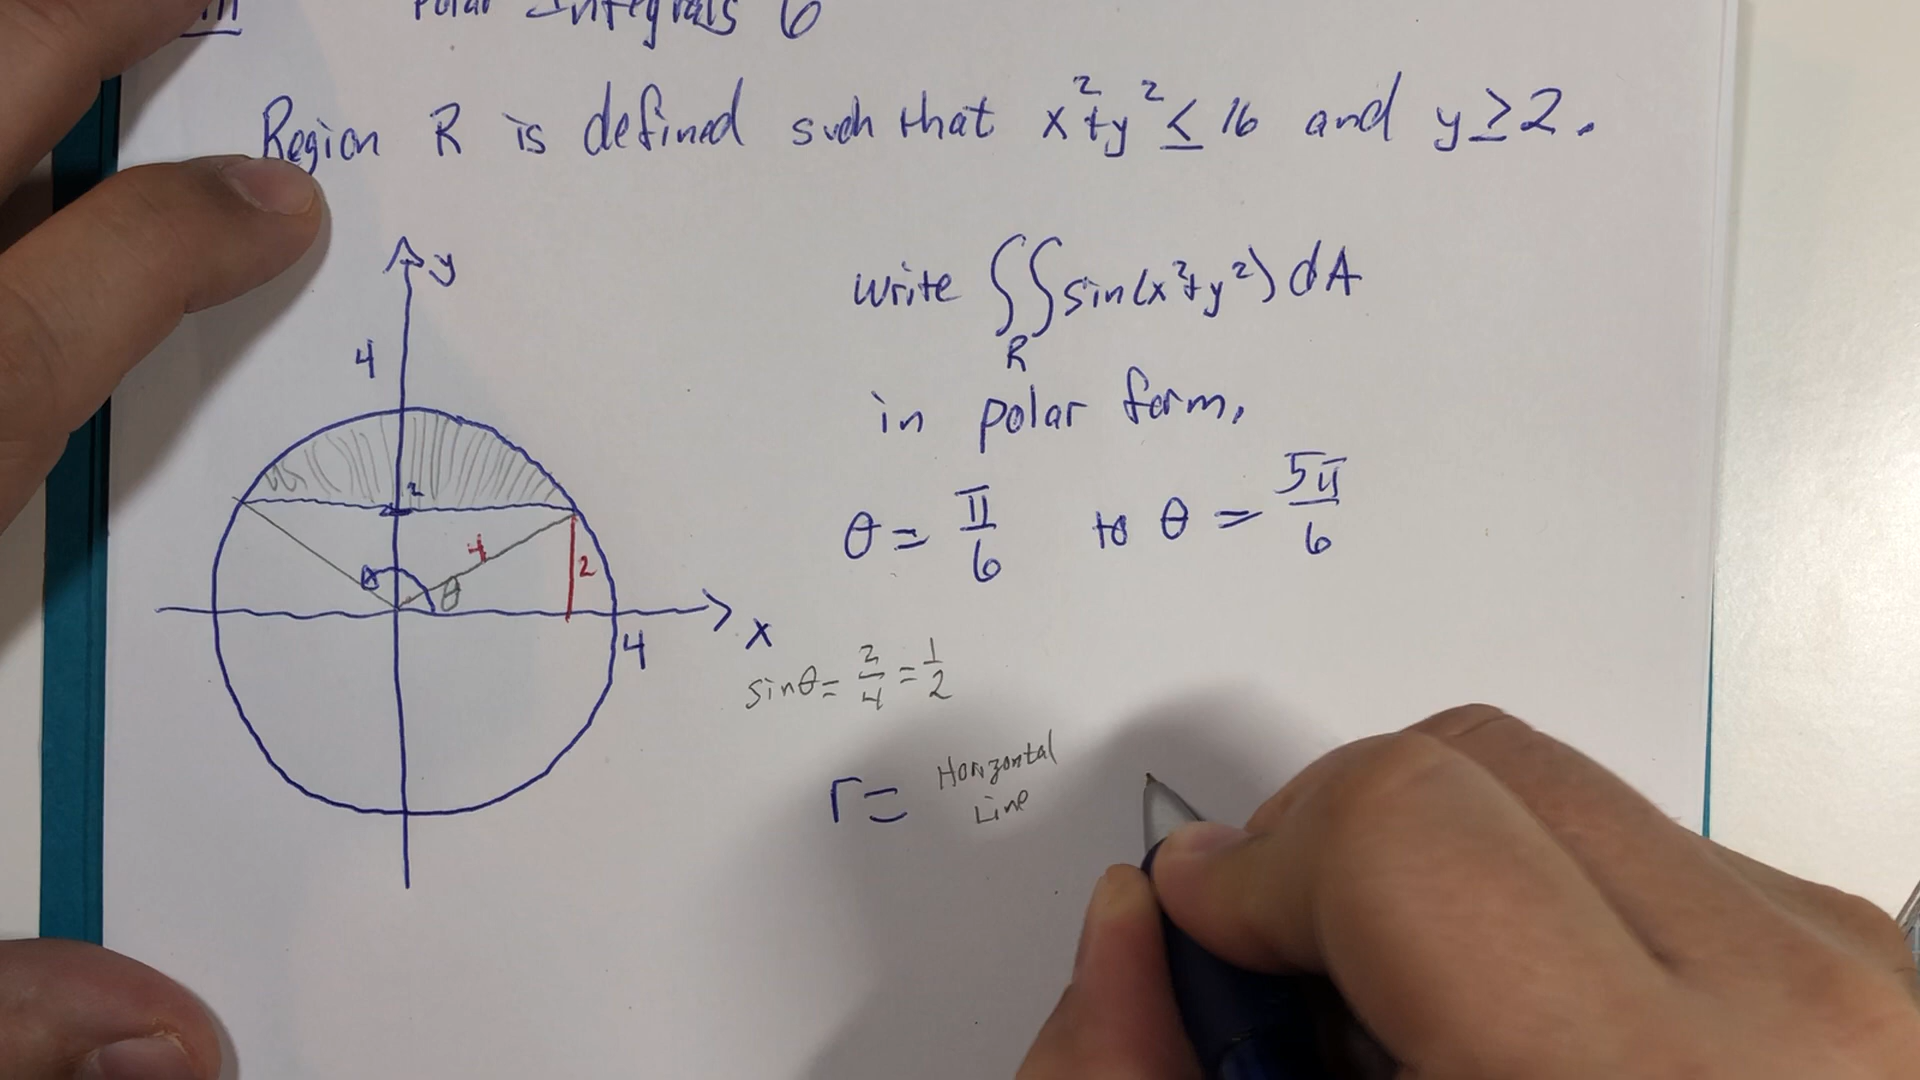 Polar Integrals 6
Region R is defined such that x²+y² ≤ 16 and y ≥ 2.
y
4
2
4
2
θ
x
4
write ∬ sin(x²+y²) dA
R
in polar form.
θ = π/6 to θ = 5π/6
sinθ = 2/4 = 1/2
r = Horizontal
Line